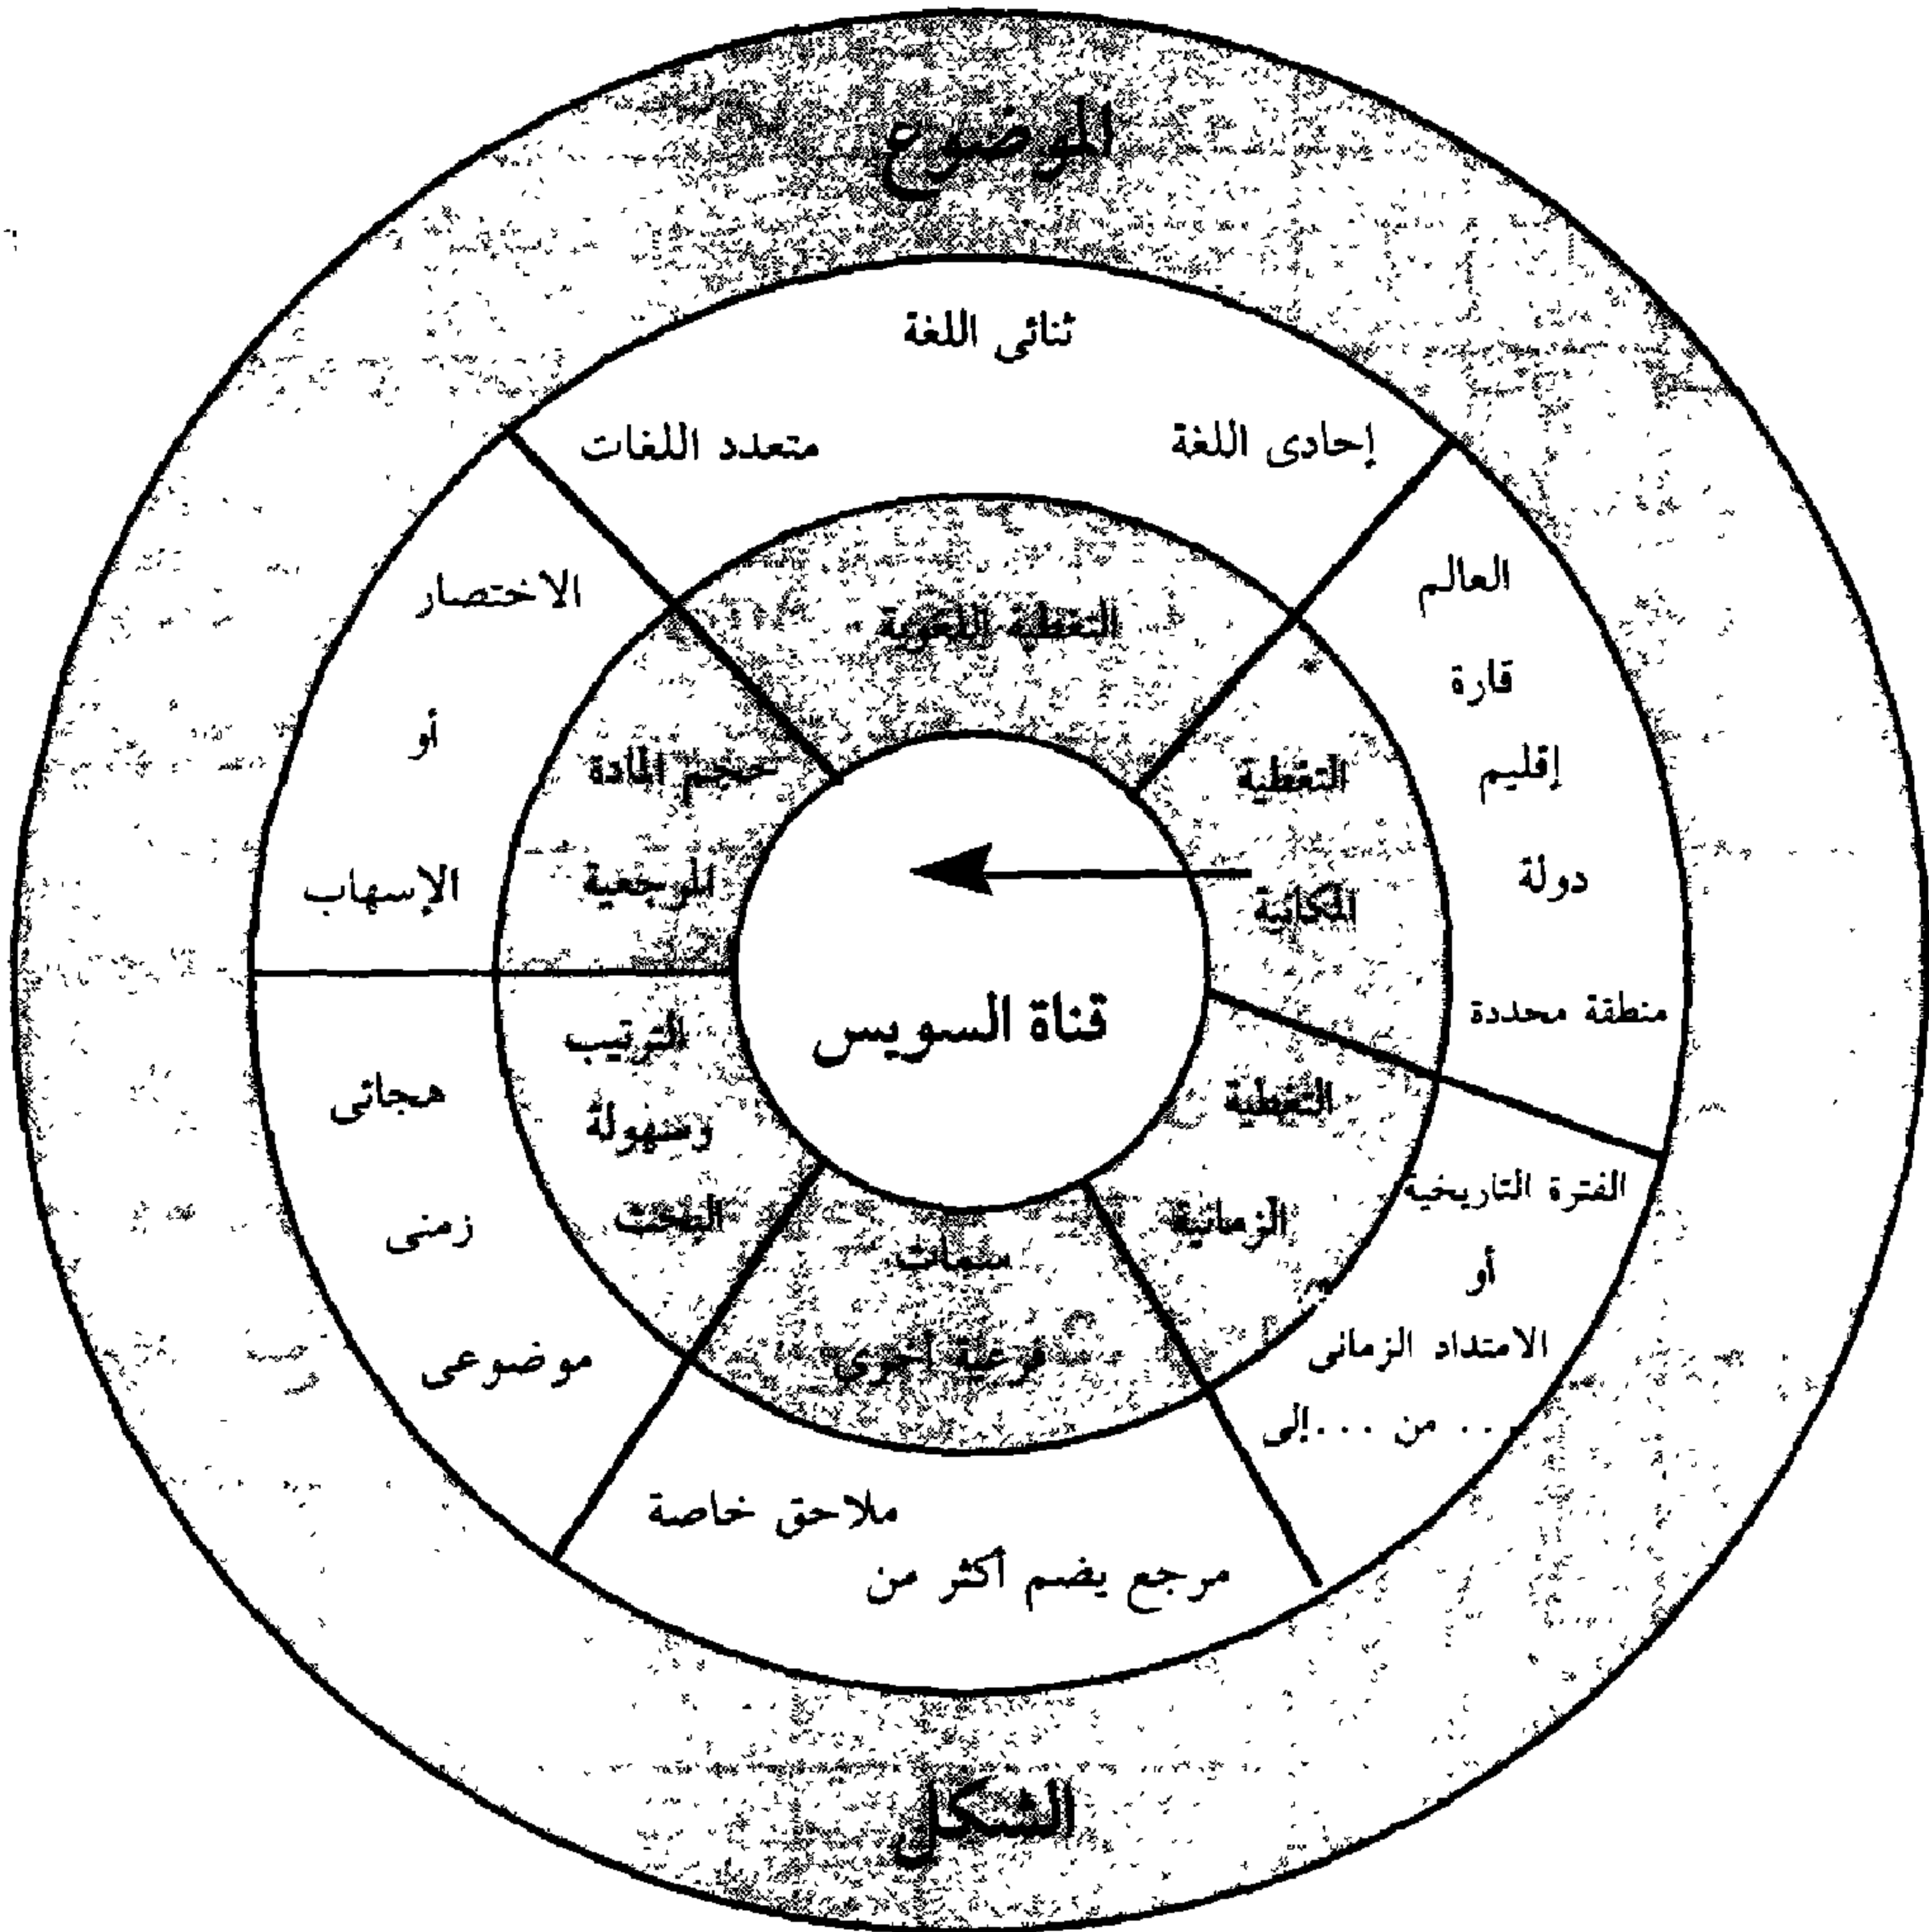 الموضوع
ثنائى اللغة
إحادى اللغة
متعدد اللغات
التغطية اللغوية
العالم
قارة
إقليم
دولة
منطقة محددة
التغطية
المكانية
الفترة التاريخية
أو
الامتداد الزمانى
من ... إلى ...
التغطية
الزمانية
ملاحق خاصة
مرجع يضم أكثر من
سمات
فرعية أخرى
هجائى
زمنى
موضوعى
الترتيب
وسهولة
البحث
الاختصار
أو
الإسهاب
حجم المادة
المرجعية
قناة السويس
الشكل